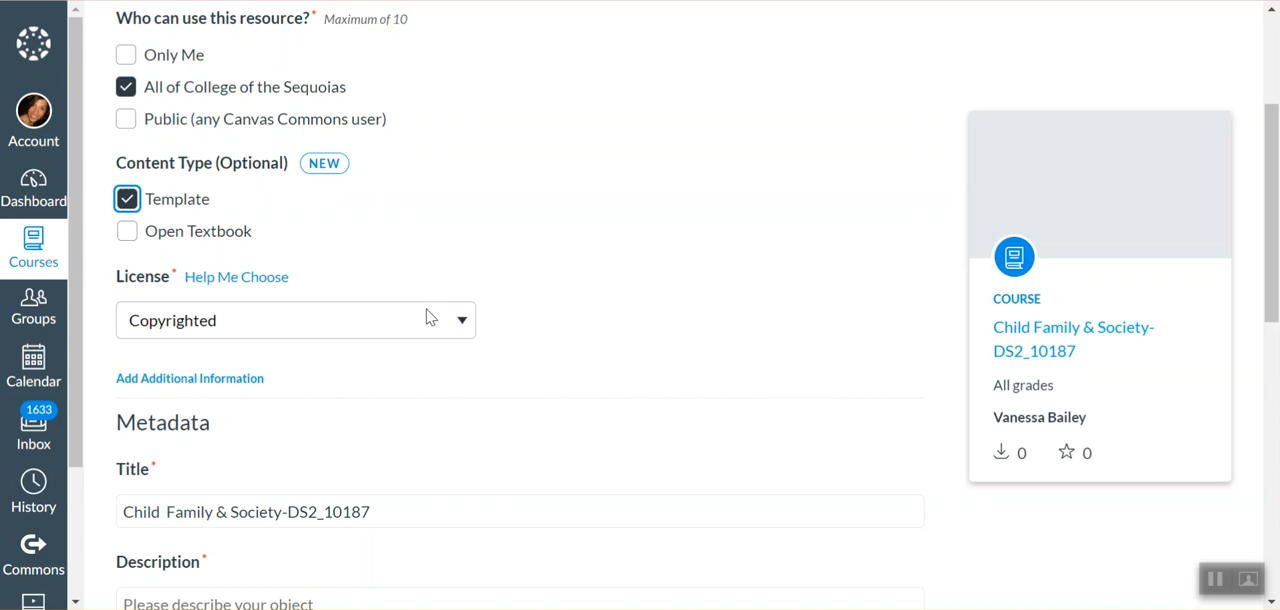 Who can use this resource?* Maximum of 10
Only Me
All of College of the Sequoias
Public (any Canvas Commons user)
Content Type (Optional) NEW
Template
Open Textbook
License* Help Me Choose
Copyrighted
Add Additional Information
Metadata
Title*
Child  Family & Society-DS2_10187
Description*
Please describe your object
Account
Dashboard
Courses
Groups
Calendar
1633
Inbox
History
Commons
COURSE
Child Family & Society-
DS2_10187
All grades
Vanessa Bailey
0 0